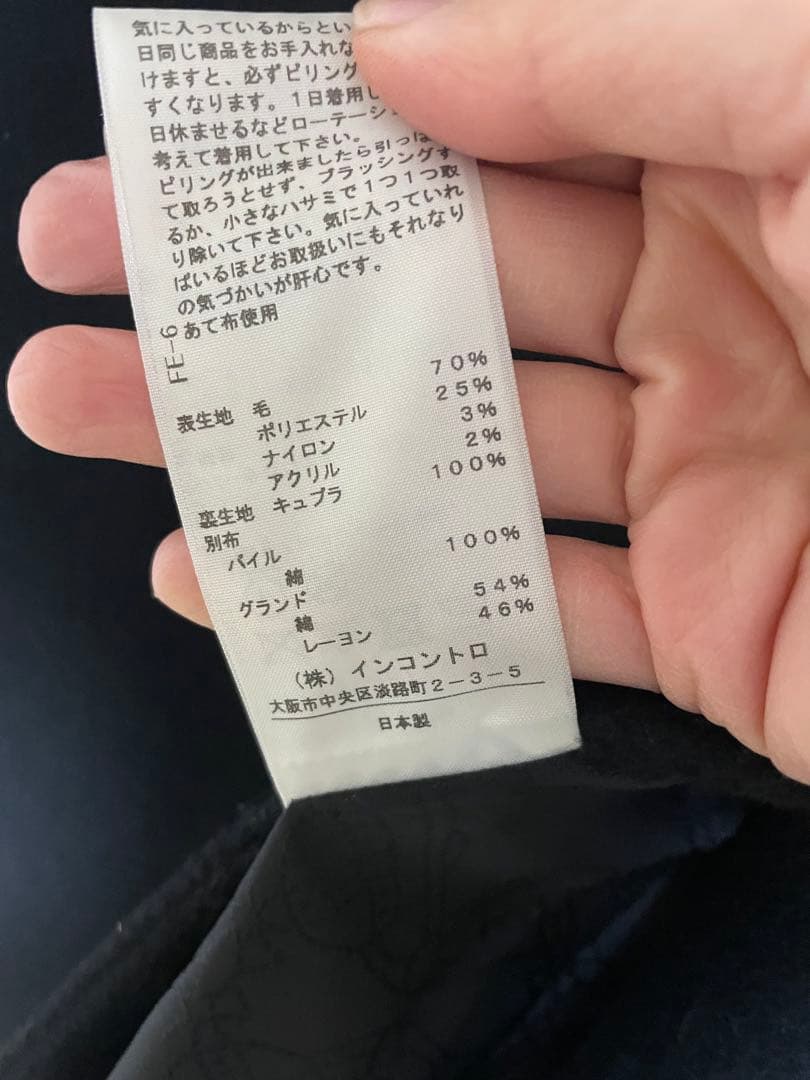 気に入っているからとい
日同じ商品をお手入れな
けますと、必ずピリング
すくなります。1日着用し
日休ませるなどローテーシ
考えて着用して下さい。
ピリングが出来ましたら引っぱ
て取ろうとせず、ブラッシングす
るか、小さなハサミで1つ1つ取
り除いて下さい。気に入っていれ
ばいるほどお取扱いにもそれなり
の気づかいが肝心です。
あて布使用
FE-6
表生地 毛 70%
ポリエステル 25%
ナイロン 3%
アクリル 2%
裏生地 キュプラ 100%
別布
パイル
綿 100%
グランド
綿 54%
レーヨン 46%
(株)インコントロ
大阪市中央区淡路町2-3-5
日本製